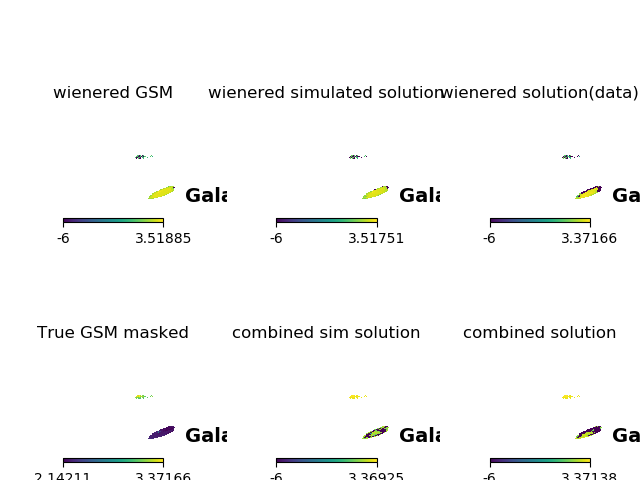 wienered GSM
wienered simulated solution
wienered solution(data)
Gala
Gala
Ga
-6 3.51885
-6 3.51751
-6 3.37166
True GSM masked
combined sim solution
combined solution
Gala
Gala
Ga
2.14211 3.37166
-6 3.36925
-6 3.37138